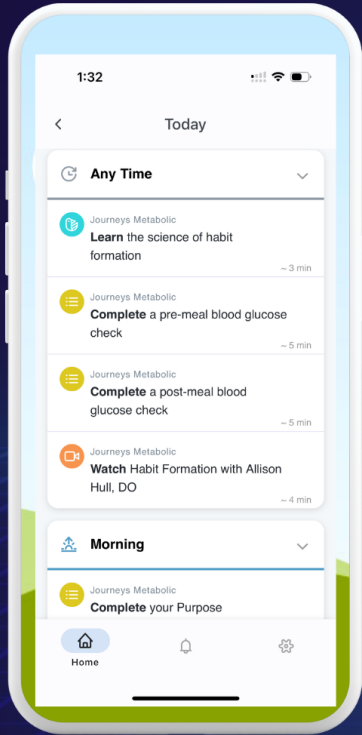 1:32
Today
Any Time
Journeys Metabolic
Learn the science of habit
formation
~ 3 min
Journeys Metabolic
Complete a pre-meal blood glucose
check
~ 5 min
Journeys Metabolic
Complete a post-meal blood
glucose check
~ 5 min
Journeys Metabolic
Watch Habit Formation with Allison
Hull, DO
~ 4 min
Morning
Journeys Metabolic
Complete your Purpose
Home